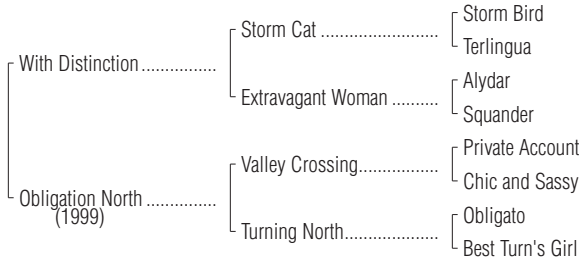 Storm Bird
Storm Cat ........................
Terlingua
With Distinction ...............
Alydar
Extravagant Woman ..........
Squander
Private Account
Valley Crossing.................
Chic and Sassy
Obligation North ..............
(1999)
Obligato
Turning North....................
Best Turn's Girl